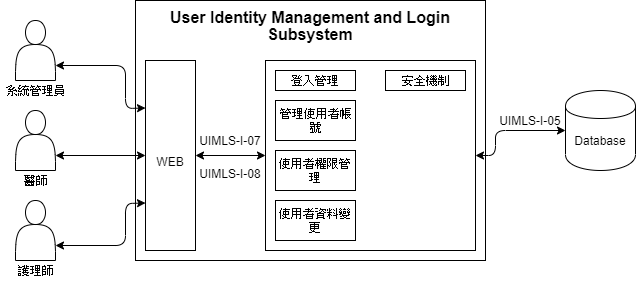 User Identity Management and Login
Subsystem
系統管理員
醫師
護理師
WEB
UIMLS-I-07
UIMLS-I-08
登入管理
安全機制
管理使用者帳
號
使用者權限管
理
使用者資料變
更
UIMLS-I-05
Database